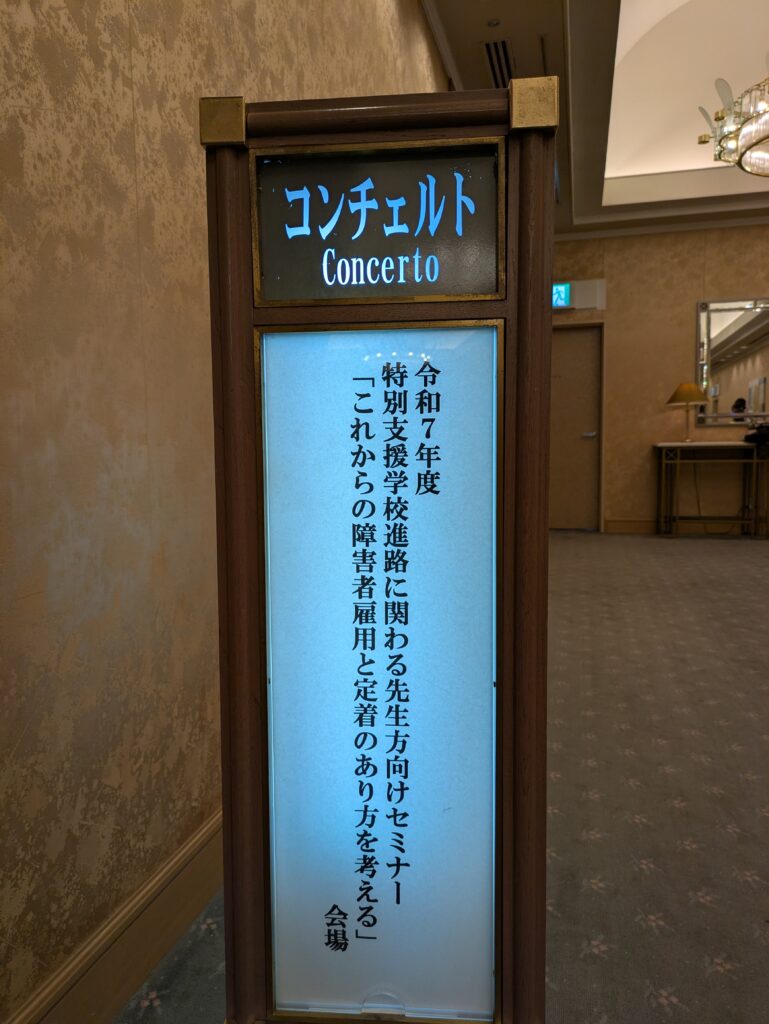 コンチェルト
Concerto
令和7年度
特別支援学校進路に関わる先生方向けセミナー
「これからの障害者雇用と定着のあり方を考える」
会場